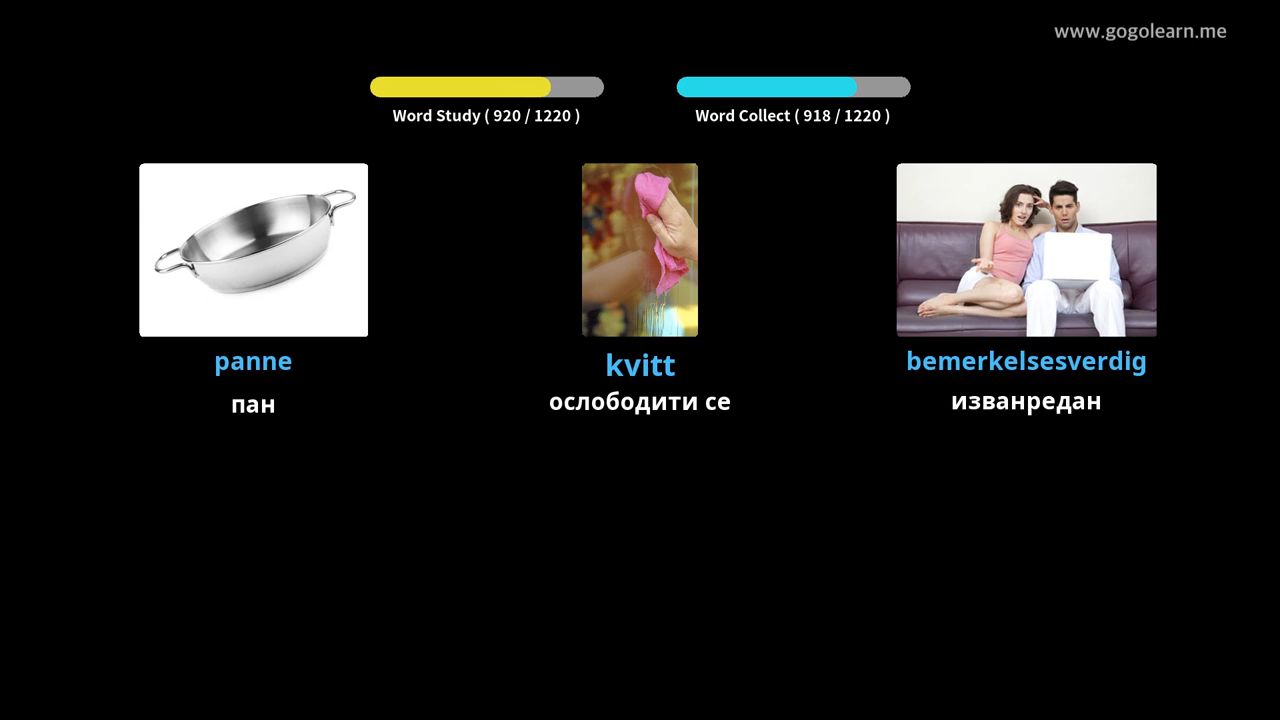 www.gogolearn.me
Word Study ( 920 / 1220 )
Word Collect ( 918 / 1220 )
panne
kvitt
bemerkelsesverdig
пан
ослободити се
изванредан